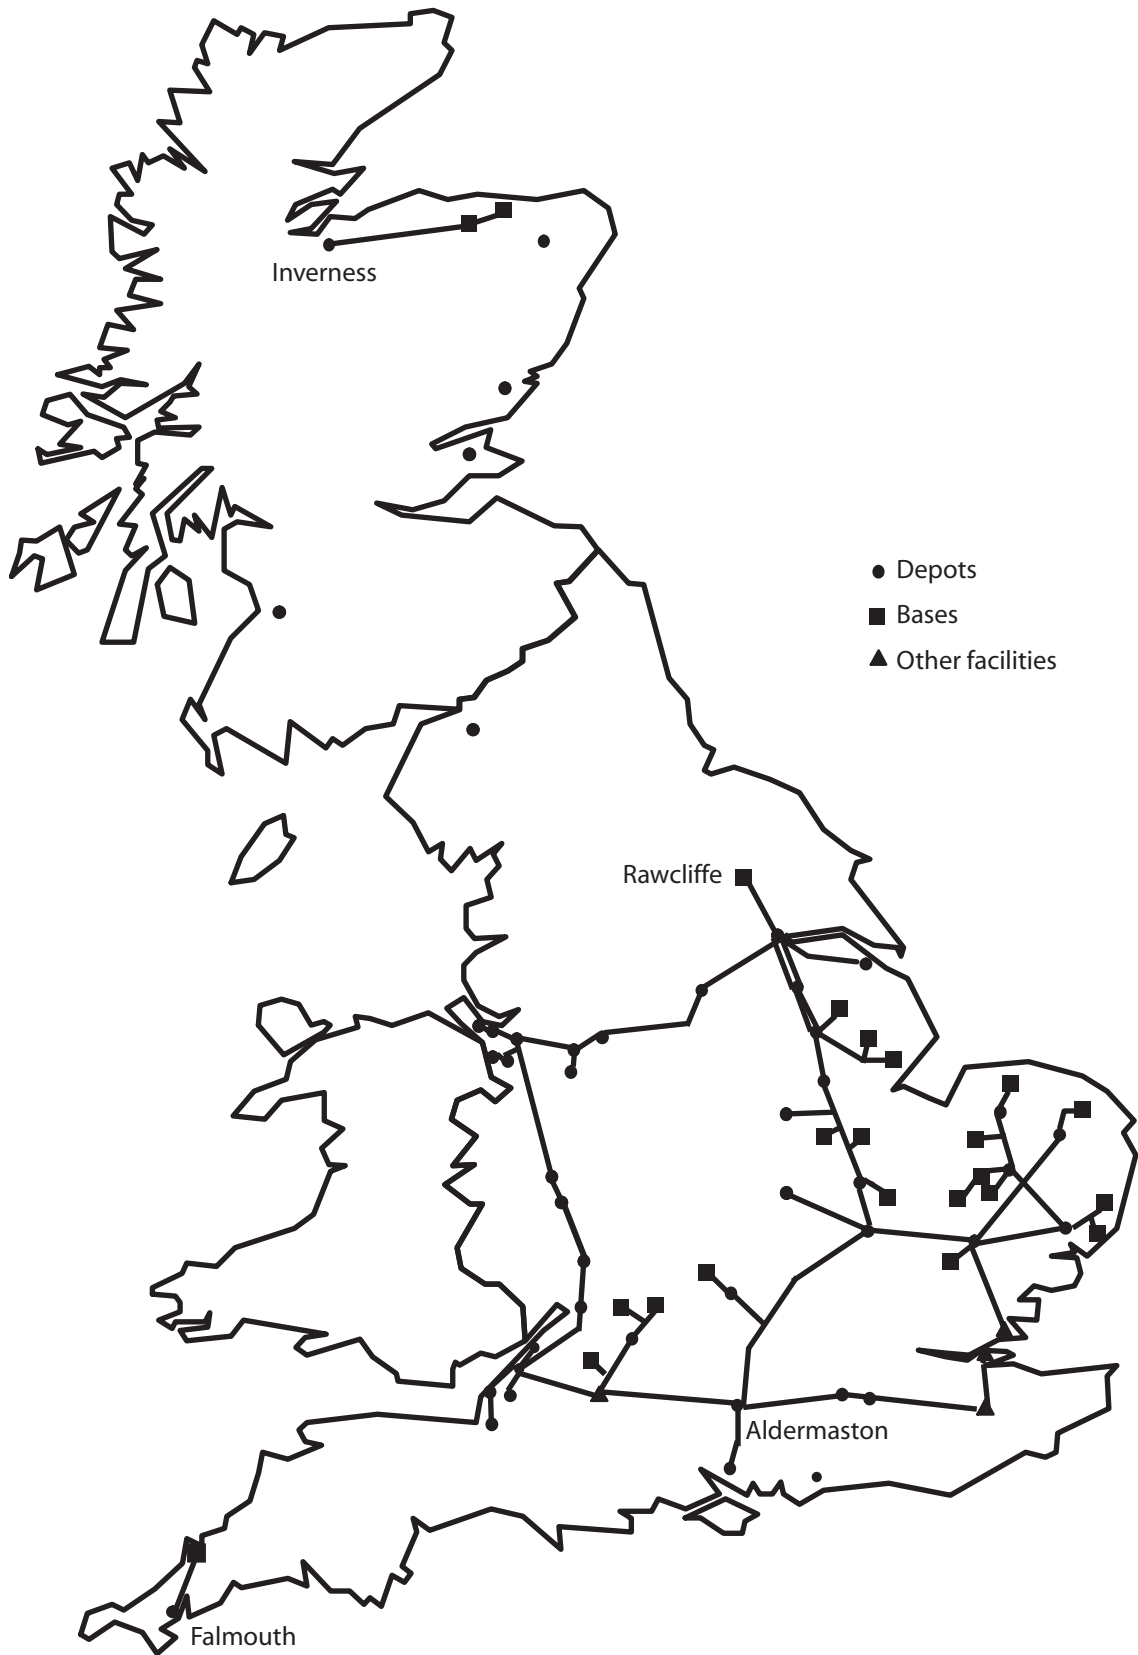 Inverness
Depots
Bases
Other facilities
Rawcliffe
Aldermaston
Falmouth